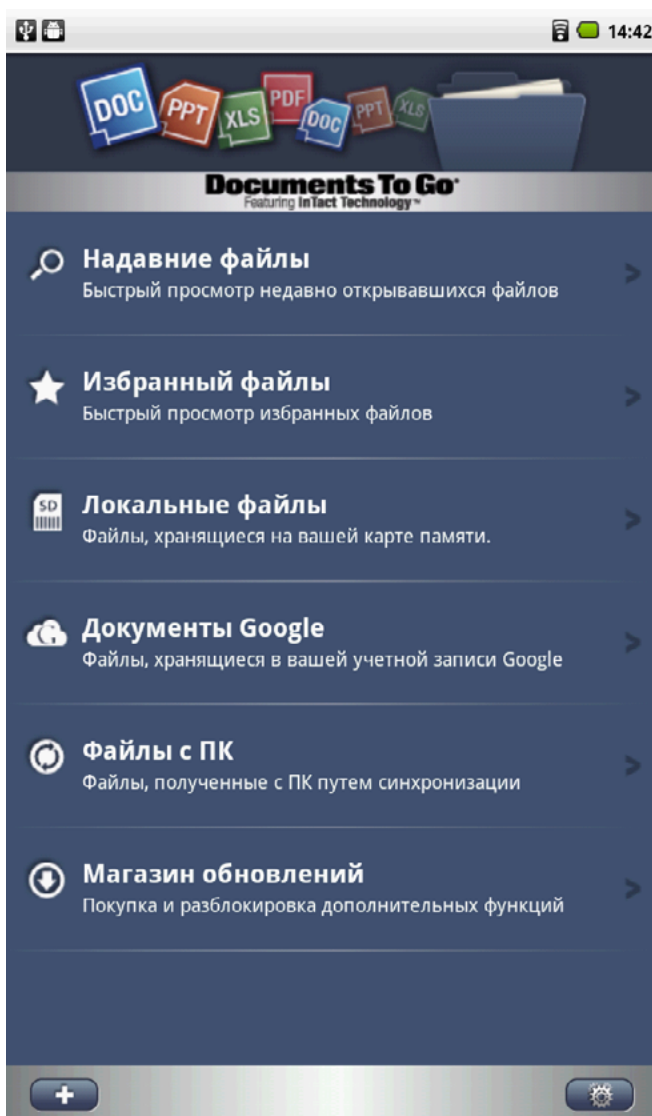 14:42
DOC PPT XLS PDF DOC PPT XLS
Documents To Go
Featuring InTact Technology™
Надавние файлы
Быстрый просмотр недавно открывавшихся файлов
Избранный файлы
Быстрый просмотр избранных файлов
SD
Локальные файлы
Файлы, хранящиеся на вашей карте памяти.
Документы Google
Файлы, хранящиеся в вашей учетной записи Google
Файлы с ПК
Файлы, полученные с ПК путем синхронизации
Магазин обновлений
Покупка и разблокировка дополнительных функций